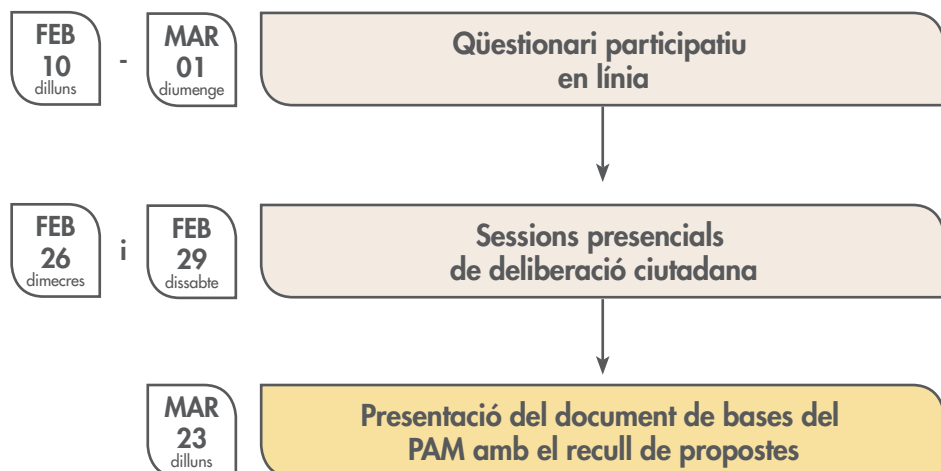 FEB
10
dilluns
-
MAR
01
diumenge
Qüestionari participatiu
en línia
FEB
26
dimecres
i
FEB
29
dissabte
Sessions presencials
de deliberació ciutadana
MAR
23
dilluns
Presentació del document de bases del
PAM amb el recull de propostes